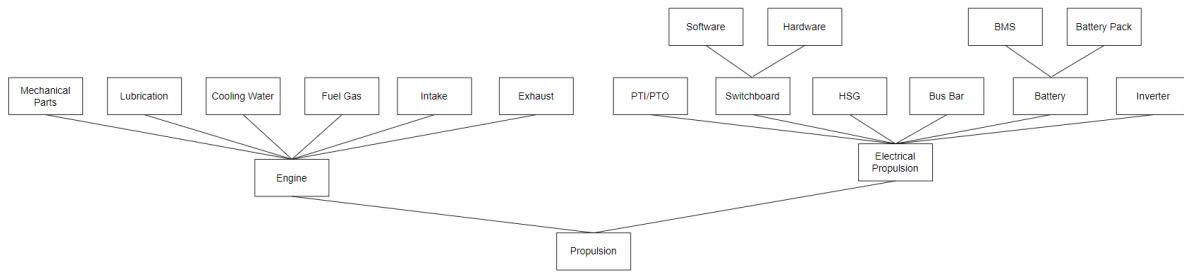 Software
Hardware
BMS
Battery Pack
Mechanical
Parts
Lubrication
Cooling Water
Fuel Gas
Intake
Exhaust
PTI/PTO
Switchboard
HSG
Bus Bar
Battery
Inverter
Engine
Electrical
Propulsion
Propulsion